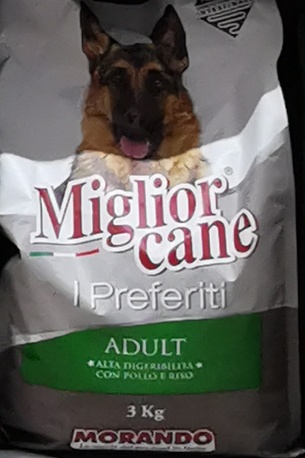 Miglior
cane®
I Preferiti
ADULT
*ALTA DIGERIBILITÀ*
CON POLLO E RISO
3 Kg
MORANDO